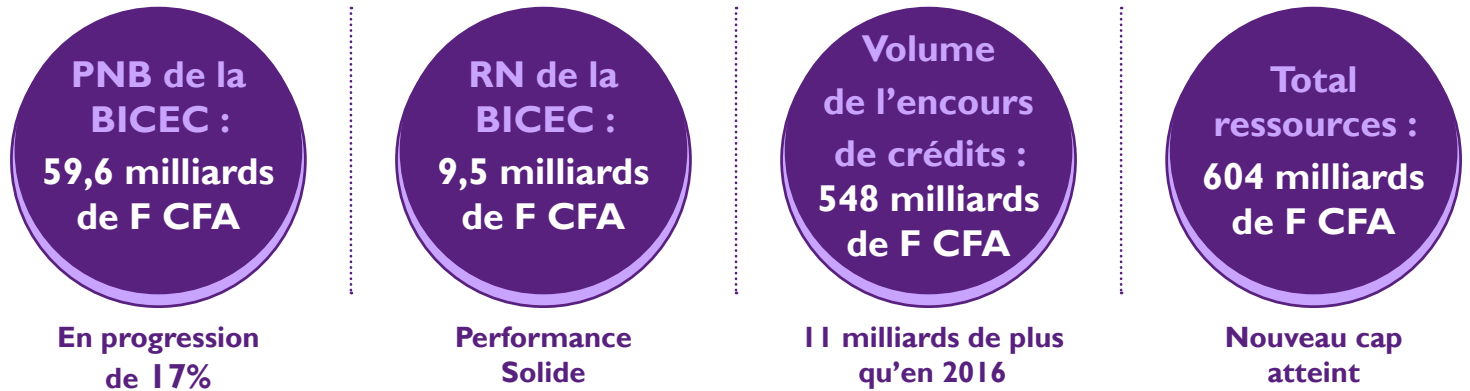 PNB de la
BICEC :
59,6 milliards
de F CFA
En progression
de 17%
RN de la
BICEC :
9,5 milliards
de F CFA
Performance
Solide
Volume
de l’encours
de crédits :
548 milliards
de F CFA
11 milliards de plus
qu’en 2016
Total
ressources :
604 milliards
de F CFA
Nouveau cap
atteint